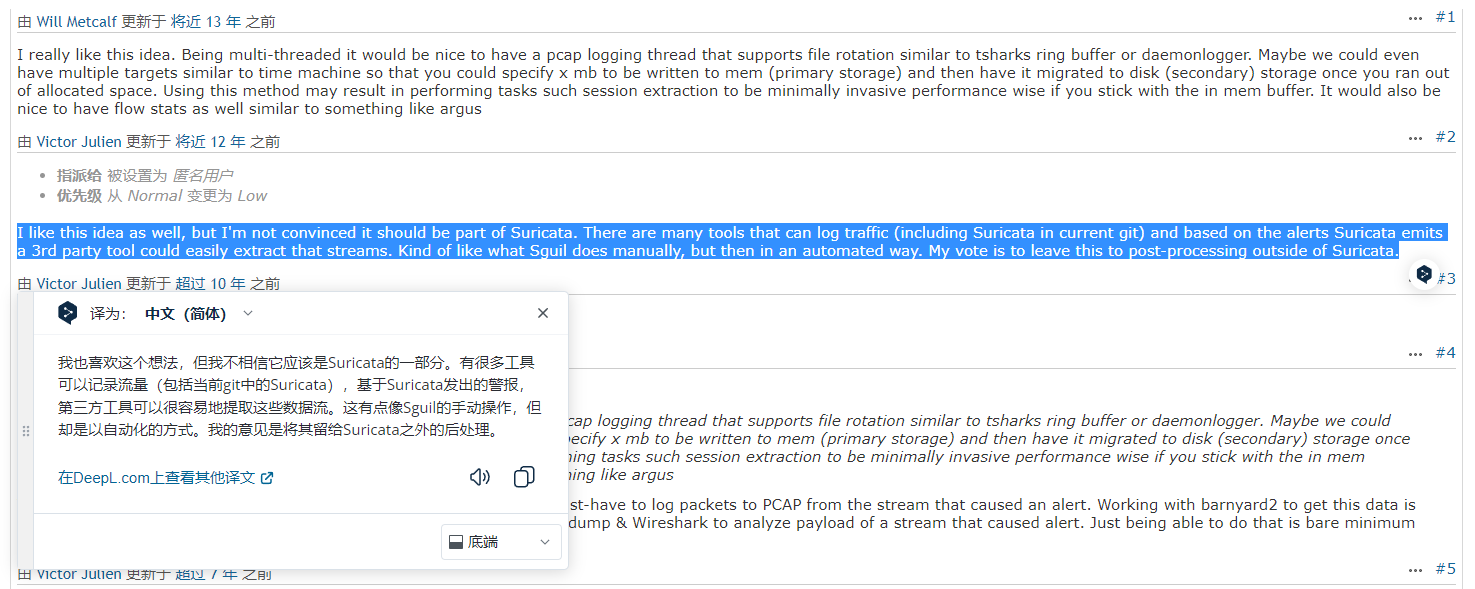 由 Will Metcalf 更新于 将近 13 年 之前
#1
I really like this idea. Being multi-threaded it would be nice to have a pcap logging thread that supports file rotation similar to tsharks ring buffer or daemonlogger. Maybe we could even
have multiple targets similar to time machine so that you could specify x mb to be written to mem (primary storage) and then have it migrated to disk (secondary) storage once you ran out
of allocated space. Using this method may result in performing tasks such session extraction to be minimally invasive performance wise if you stick with the in mem buffer. It would also be
nice to have flow stats as well similar to something like argus
由 Victor Julien 更新于 将近 12 年 之前
#2
指派给 被设置为 匿名用户
优先级 从 Normal 变更为 Low
I like this idea as well, but I'm not convinced it should be part of Suricata. There are many tools that can log traffic (including Suricata in current git) and based on the alerts Suricata emits
a 3rd party tool could easily extract that streams. Kind of like what Sguil does manually, but then in an automated way. My vote is to leave this to post-processing outside of Suricata.
由 Victor Julien 更新于 超过 10 年 之前
#3
译为: 中文（简体）
我也喜欢这个想法，但我不相信它应该是Suricata的一部分。有很多工具
可以记录流量（包括当前git中的Suricata），基于Suricata发出的警报，
第三方工具可以很容易地提取这些数据流。这有点像Sguil的手动操作，但
却是以自动化的方式。我的意见是将其留给Suricata之外的后处理。
在DeepL.com上查看其他译文
底端
#4
cap logging thread that supports file rotation similar to tsharks ring buffer or daemonlogger. Maybe we could
pecify x mb to be written to mem (primary storage) and then have it migrated to disk (secondary) storage once
ning tasks such session extraction to be minimally invasive performance wise if you stick with the in mem
ning like argus
st-have to log packets to PCAP from the stream that caused an alert. Working with barnyard2 to get this data is
dump & Wireshark to analyze payload of a stream that caused alert. Just being able to do that is bare minimum
由 Victor Julien 更新于 超过 7 年 之前
#5